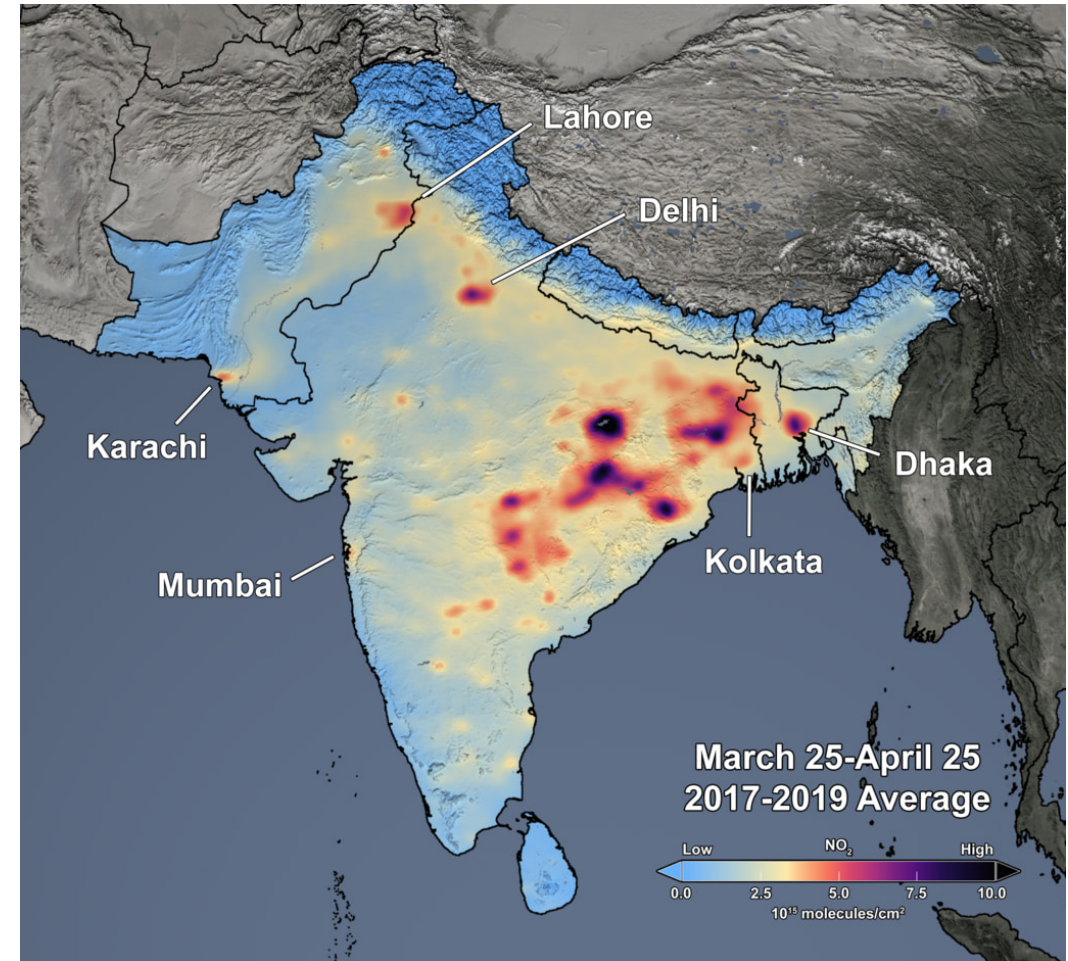 Lahore
Delhi
Karachi
Dhaka
Kolkata
Mumbai
March 25-April 25
2017-2019 Average
Low NO₂ High
0.0 2.5 5.0 7.5 10.0
10¹⁵ molecules/cm²